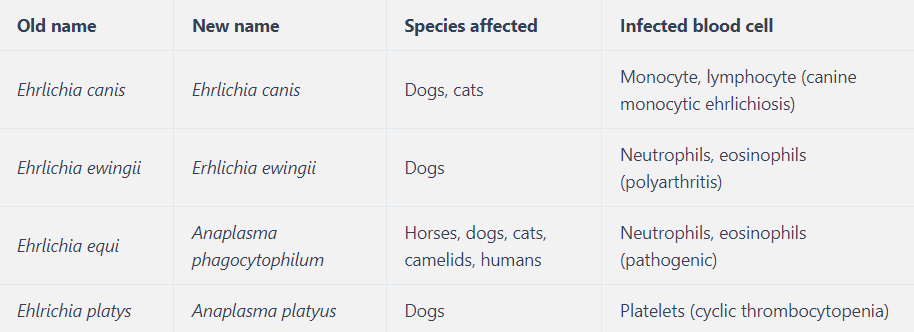 Old name New name Species affected Infected blood cell
Ehrlichia canis Ehrlichia canis Dogs, cats Monocyte, lymphocyte (canine
monocytic ehrlichiosis)
Ehrlichia ewingii Erhlichia ewingii Dogs Neutrophils, eosinophils
(polyarthritis)
Ehrlichia equi Anaplasma
phagocytophilum Horses, dogs, cats,
camelids, humans Neutrophils, eosinophils
(pathogenic)
Ehlrichia platys Anaplasma platyus Dogs Platelets (cyclic thrombocytopenia)